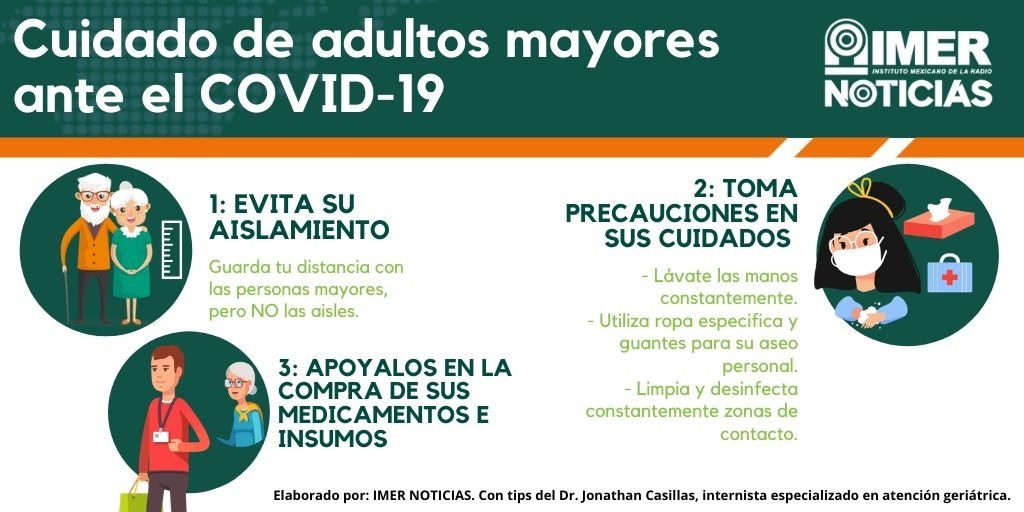 Cuidado de adultos mayores
ante el COVID-19
IMER
INSTITUTO MEXICANO DE LA RADIO
NOTICIAS
1: EVITA SU
AISLAMIENTO
Guarda tu distancia con
las personas mayores,
pero NO las aisles.
2: TOMA
PRECAUCIONES EN
SUS CUIDADOS
- Lávate las manos
constantemente.
- Utiliza ropa especifica y
guantes para su aseo
personal.
- Limpia y desinfecta
constantemente zonas de
contacto.
3: APOYALOS EN LA
COMPRA DE SUS
MEDICAMENTOS E
INSUMOS
Elaborado por: IMER NOTICIAS. Con tips del Dr. Jonathan Casillas, internista especializado en atención geriátrica.